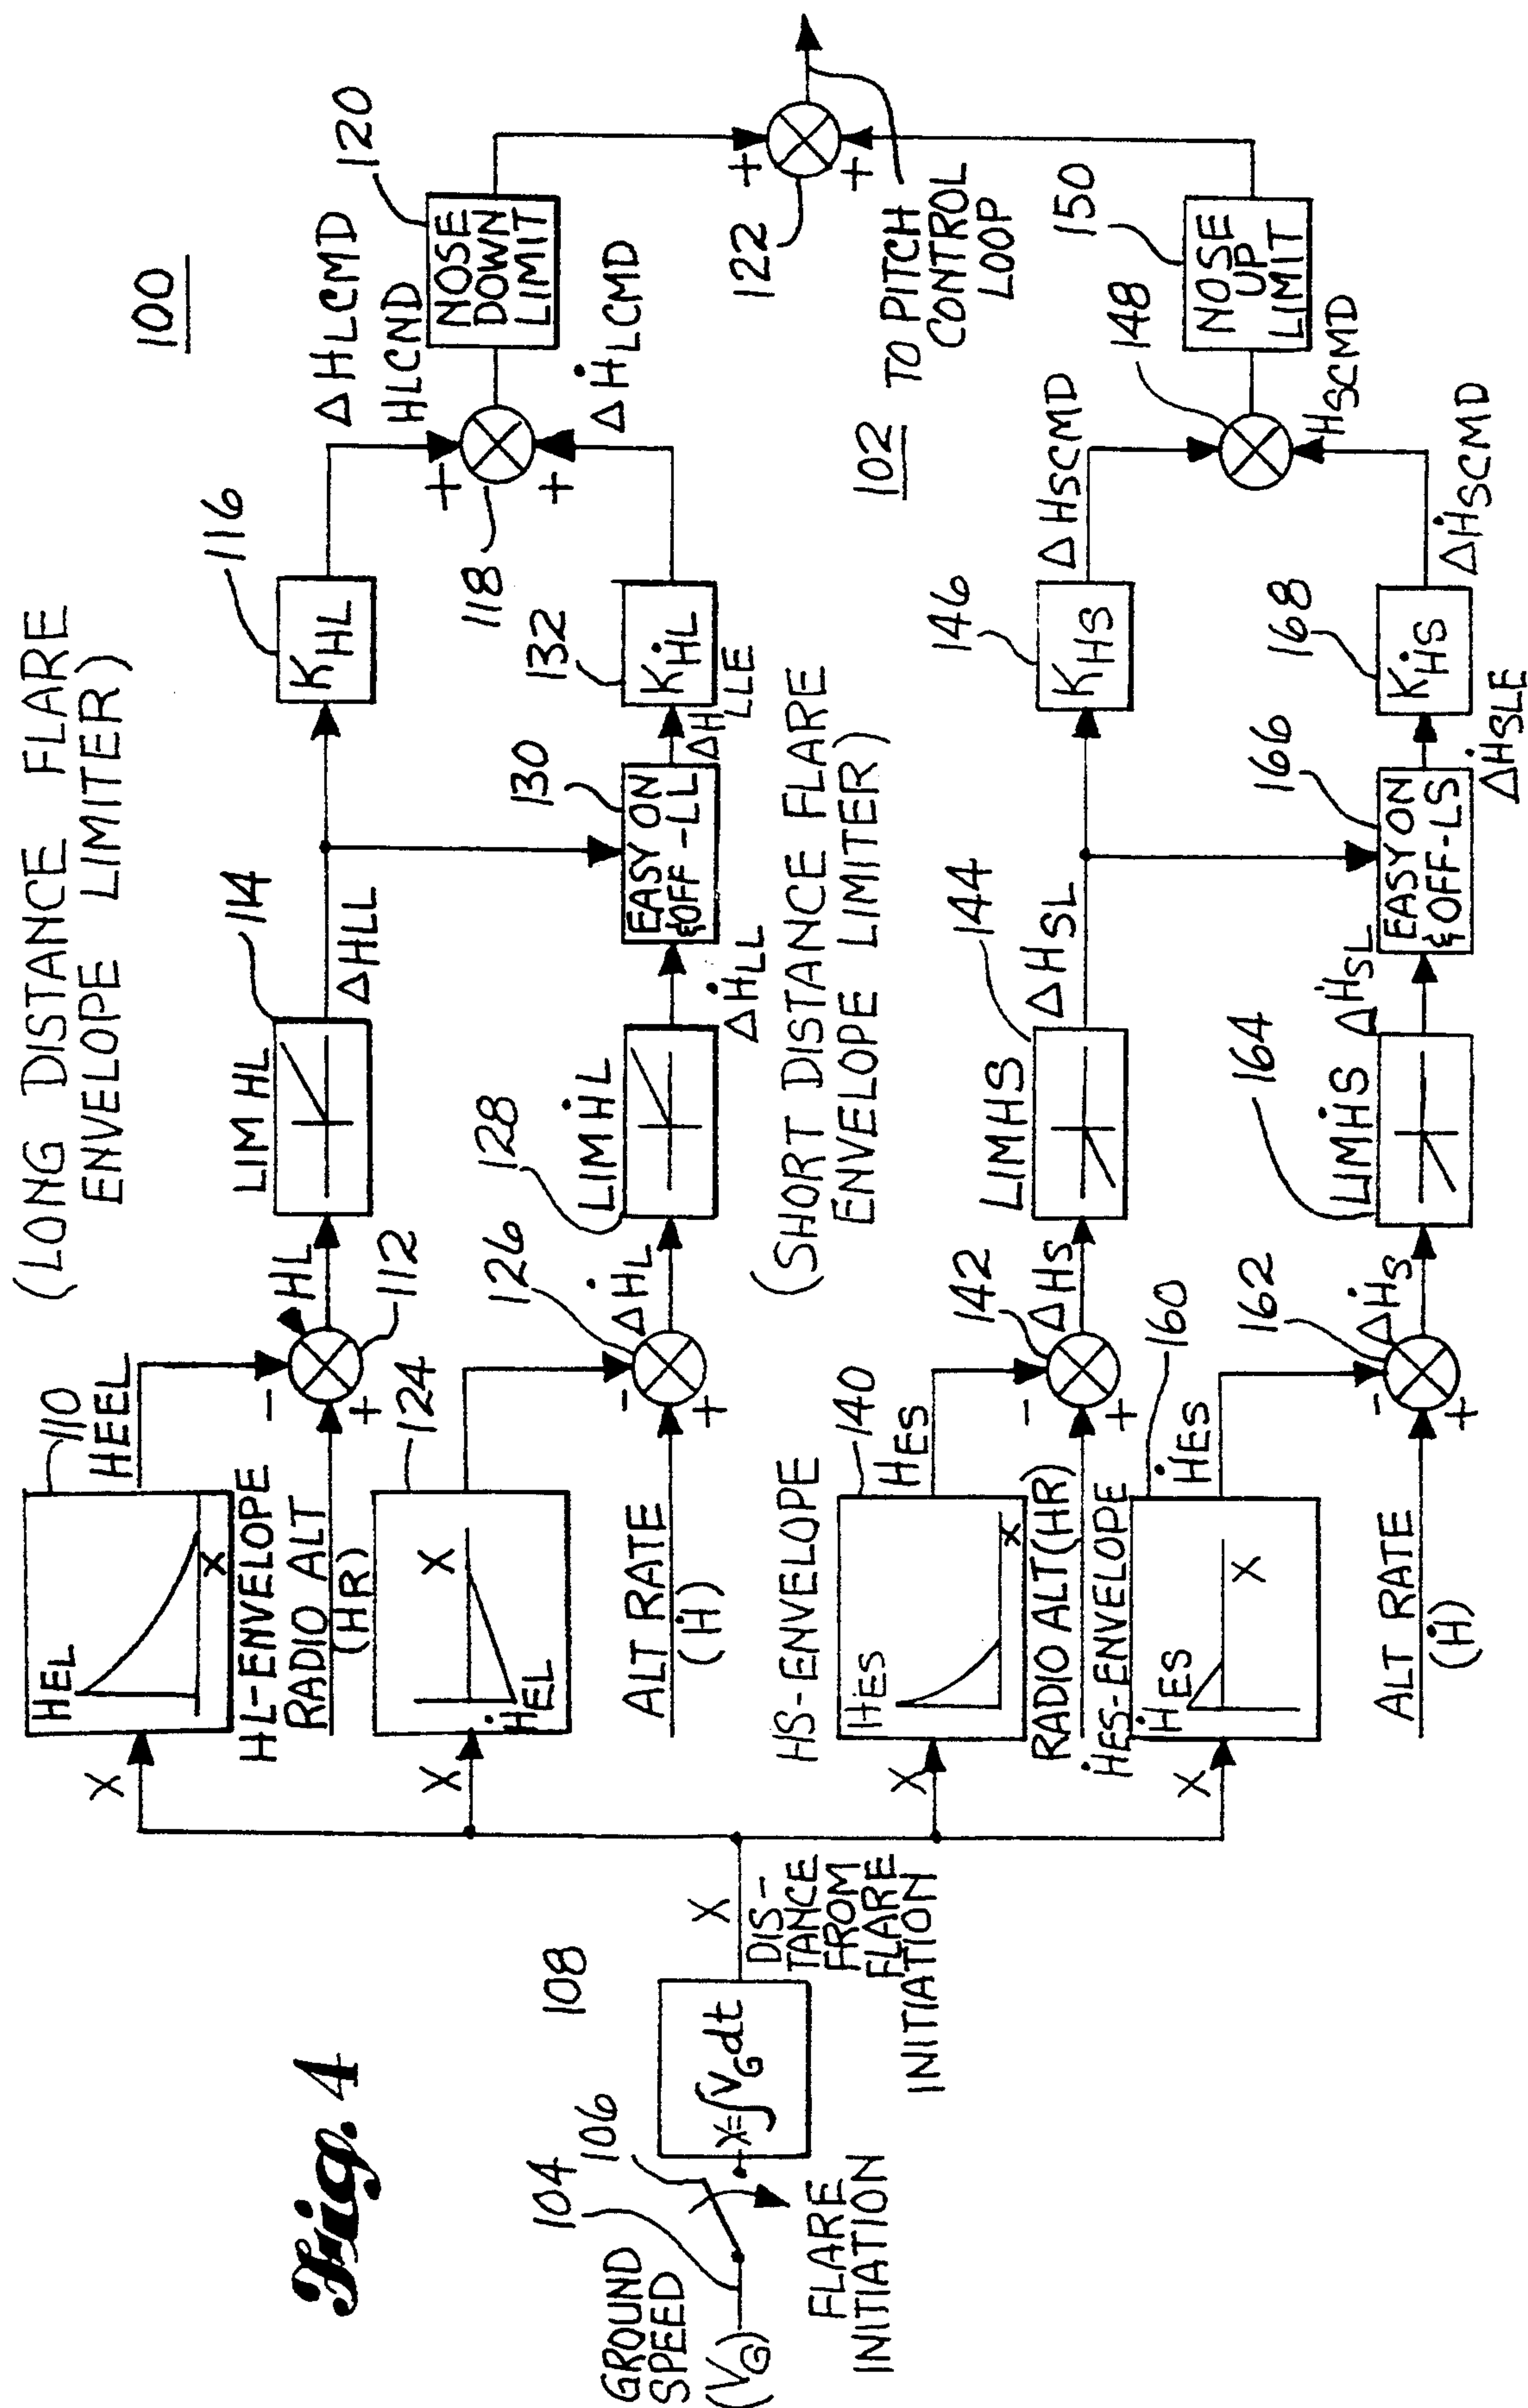 Fig. 4
100
(LONG DISTANCE FLARE
ENVELOPE LIMITER)
GROUND
SPEED
(VG)
104
106
FLARE
INITIATION
108
X=∫VGdt
X
DIS-
TANCE
FROM
FLARE
INITIATION
X
HEL
X
110
HEEL
HL-ENVELOPE
RADIO ALT
(HR)
-
+
112
HL
LIM HL
114
ΔHLL
KHL
116
ΔHLCMD
HLCND
+
+
118
NOSE
DOWN
LIMIT
120
X
X
ḢEL
124
ALT RATE
(Ḣ)
-
+
126
ΔḢL
LIMḢL
128
ΔḢLL
EASY ON
&OFF-LL
130
ΔḢLLE
KḢL
132
ΔḢLCMD
+
+
122
TO PITCH
CONTROL
LOOP
102
(SHORT DISTANCE FLARE
ENVELOPE LIMITER)
HS-ENVELOPE
X
HES
X
140
HES
RADIO ALT(HR)
-
+
142
ΔHS
LIMHS
144
ΔHSL
KHS
146
ΔHSCMD
148
HSCMD
NOSE
UP
LIMIT
150
ḢES-ENVELOPE
X
ḢES
X
160
ḢES
ALT RATE
(Ḣ)
-
+
162
ΔḢS
LIMḢS
164
ΔḢSL
EASY ON
&OFF-LS
166
ΔḢSLE
KḢS
168
ΔḢSCMD